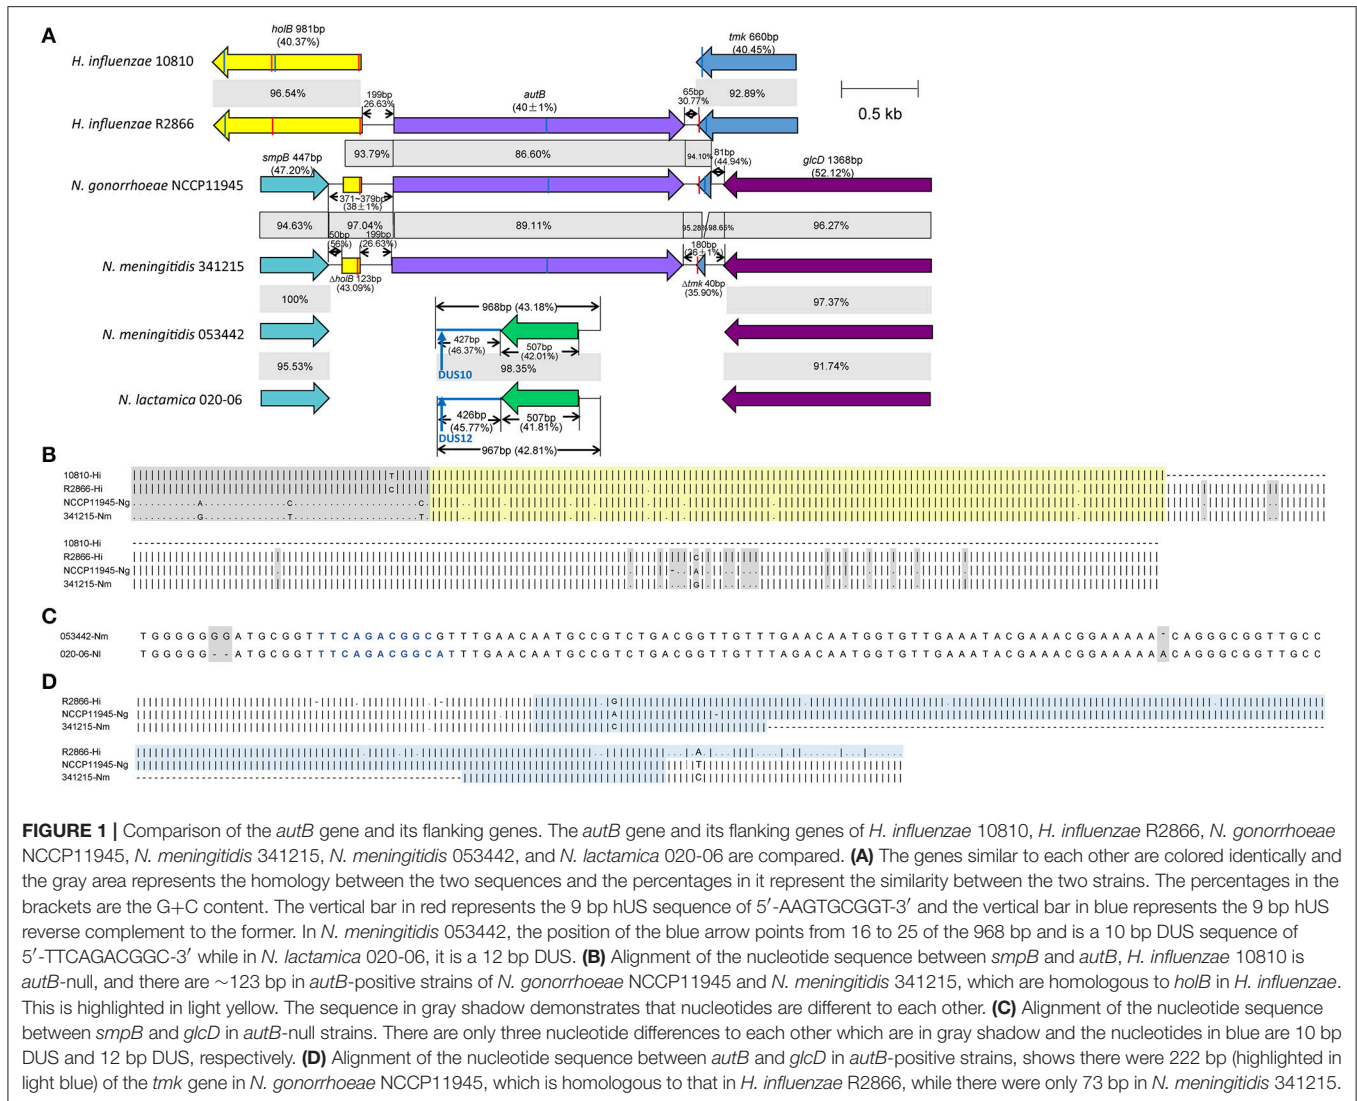 A
holB 981bp
(40.37%)
tmk 660bp
(40.45%)
H. influenzae 10810
96.54%
199bp
26.63%
autB
(40±1%)
65bp
30.77%
92.89%
0.5 kb
H. influenzae R2866
93.79%
86.60%
94.10%
smpB 447bp
(47.20%)
81bp
(44.94%)
glcD 1368bp
(52.12%)
N. gonorrhoeae NCCP11945
371~379bp
(38±1%)
94.63%
97.04%
89.11%
95.28%
98.65%
96.27%
50bp
(56%)
199bp
(26.63%)
180bp
(36±1%)
N. meningitidis 341215
ΔholB 123bp
(43.09%)
Δtmk 40bp
(35.90%)
100%
968bp (43.18%)
97.37%
N. meningitidis 053442
427bp
(46.37%)
507bp
(42.01%)
DUS10
95.53%
98.35%
91.74%
N. lactamica 020-06
426bp
(45.77%)
507bp
(41.81%)
DUS12
967bp (42.81%)
B
10810-Hi
T
R2866-Hi
C
NCCP11945-Ng
A C C
341215-Nm
G T T
10810-Hi
R2866-Hi
C
NCCP11945-Ng
A
341215-Nm
G
C
053442-Nm
TGGGGGGGATGCGGTTTCAGACGGCGTTTGAACAATGCCGTCTGACGGTTGTTTGAACAATGGTGTTGAAATACGAAACGGAAAAA-CAGGGCGGTTGCC
020-06-Nl
TGGGGG--ATGCGGTTTCAGACGGCATTTTGAACAATGCCGTCTGACGGTTGTTTAGACAATGGTGTTGAAATACGAAACGGAAAAAACAGGGCGGTTGCC
D
R2866-Hi
G
NCCP11945-Ng
A
341215-Nm
C
R2866-Hi
A
NCCP11945-Ng
T
341215-Nm
C
FIGURE 1 | Comparison of the autB gene and its flanking genes. The autB gene and its flanking genes of H. influenzae 10810, H. influenzae R2866, N. gonorrhoeae
NCCP11945, N. meningitidis 341215, N. meningitidis 053442, and N. lactamica 020-06 are compared. (A) The genes similar to each other are colored identically and
the gray area represents the homology between the two sequences and the percentages in it represent the similarity between the two strains. The percentages in the
brackets are the G+C content. The vertical bar in red represents the 9 bp hUS sequence of 5′-AAGTGCGGT-3′ and the vertical bar in blue represents the 9 bp hUS
reverse complement to the former. In N. meningitidis 053442, the position of the blue arrow points from 16 to 25 of the 968 bp and is a 10 bp DUS sequence of
5′-TTCAGACGGC-3′ while in N. lactamica 020-06, it is a 12 bp DUS. (B) Alignment of the nucleotide sequence between smpB and autB, H. influenzae 10810 is
autB-null, and there are ~123 bp in autB-positive strains of N. gonorrhoeae NCCP11945 and N. meningitidis 341215, which are homologous to holB in H. influenzae.
This is highlighted in light yellow. The sequence in gray shadow demonstrates that nucleotides are different to each other. (C) Alignment of the nucleotide sequence
between smpB and glcD in autB-null strains. There are only three nucleotide differences to each other which are in gray shadow and the nucleotides in blue are 10 bp
DUS and 12 bp DUS, respectively. (D) Alignment of the nucleotide sequence between autB and glcD in autB-positive strains, shows there were 222 bp (highlighted in
light blue) of the tmk gene in N. gonorrhoeae NCCP11945, which is homologous to that in H. influenzae R2866, while there were only 73 bp in N. meningitidis 341215.